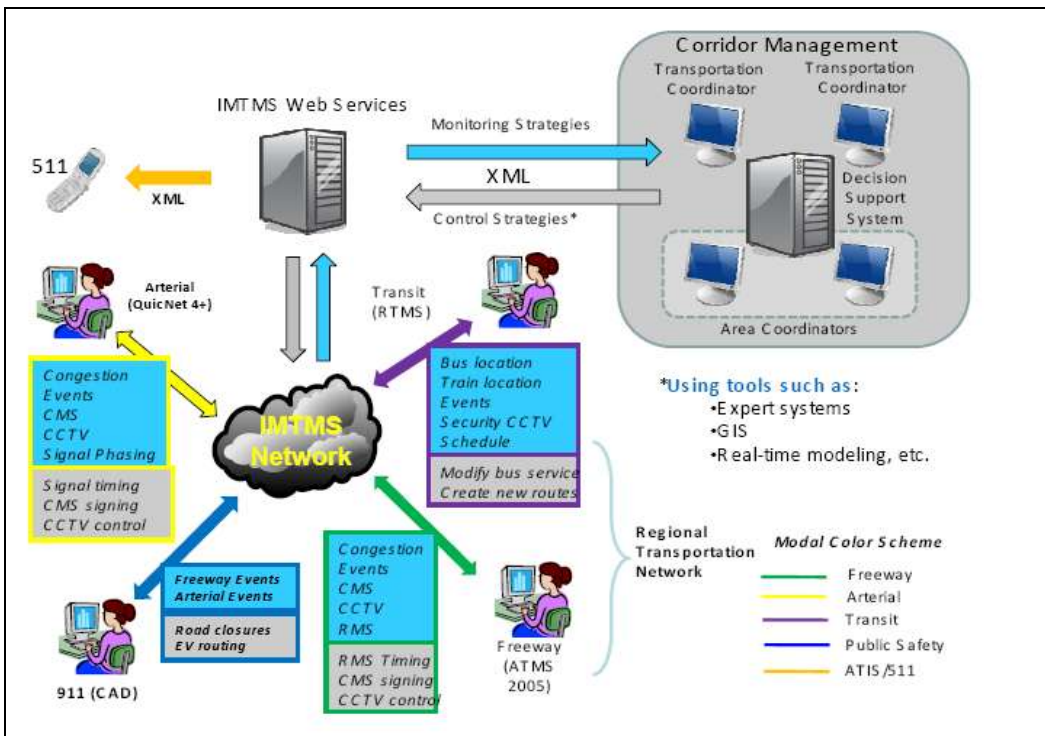 Corridor Management
Transportation
Coordinator
Transportation
Coordinator
Decision
Support
System
Area Coordinators
IMTMS Web Services
Monitoring Strategies
XML
Control Strategies*
511
XML
Arterial
(QuicNet 4+)
Transit
(RTMS)
Congestion
Events
CMS
CCTV
Signal Phasing
Signal timing
CMS signing
CCTV control
IMTMS
Network
Bus location
Train location
Events
Security CCTV
Schedule
Modify bus service
Create new routes
*Using tools such as:
•Expert systems
•GIS
•Real-time modeling, etc.
Freeway Events
Arterial Events
Road closures
EV routing
911 (CAD)
Congestion
Events
CMS
CCTV
RMS
RMS Timing
CMS signing
CCTV control
Freeway
(ATMS
2005)
Regional
Transportation
Network
Modal Color Scheme
Freeway
Arterial
Transit
Public Safety
ATIS/511